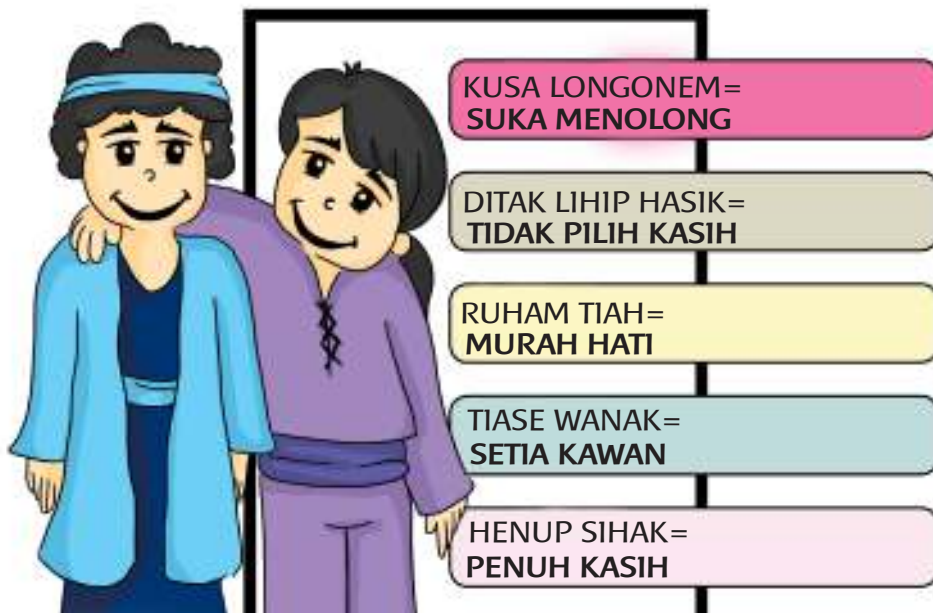 KUSA LONGONEM=
SUKA MENOLONG
DITAK LIHIP HASIK=
TIDAK PILIH KASIH
RUHAM TIAH=
MURAH HATI
TIASE WANAK=
SETIA KAWAN
HENUP SIHAK=
PENUH KASIH